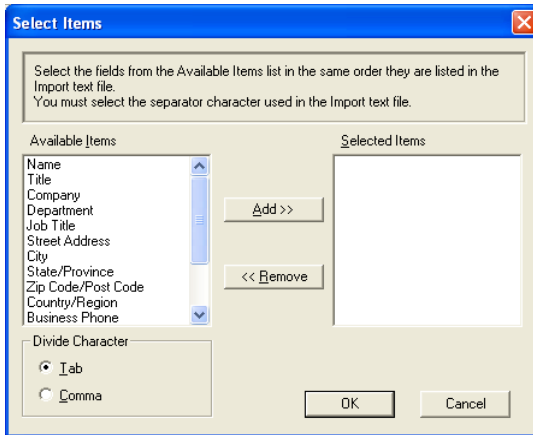 Select Items
Select the fields from the Available Items list in the same order they are listed in the
Import text file.
You must select the separator character used in the Import text file.
Available Items
Selected Items
Name
Title
Company
Department
Job Title
Street Address
City
State/Province
Zip Code/Post Code
Country/Region
Business Phone
Add >>
<< Remove
Divide Character
Tab
Comma
OK
Cancel